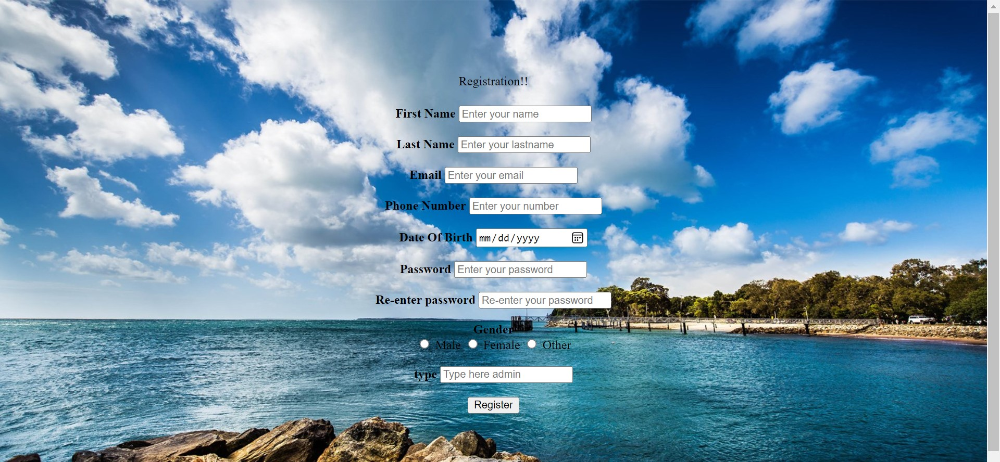 Registration!!
First Name Enter your name
Last Name Enter your lastname
Email Enter your email
Phone Number Enter your number
Date Of Birth mm/dd/yyyy
Password Enter your password
Re-enter password Re-enter your password
Gender
Male Female Other
type Type here admin
Register